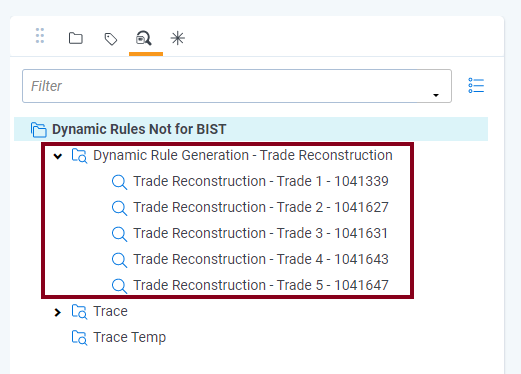 Filter
Dynamic Rules Not for BIST
Dynamic Rule Generation - Trade Reconstruction
Trade Reconstruction - Trade 1 - 1041339
Trade Reconstruction - Trade 2 - 1041627
Trade Reconstruction - Trade 3 - 1041631
Trade Reconstruction - Trade 4 - 1041643
Trade Reconstruction - Trade 5 - 1041647
Trace
Trace Temp